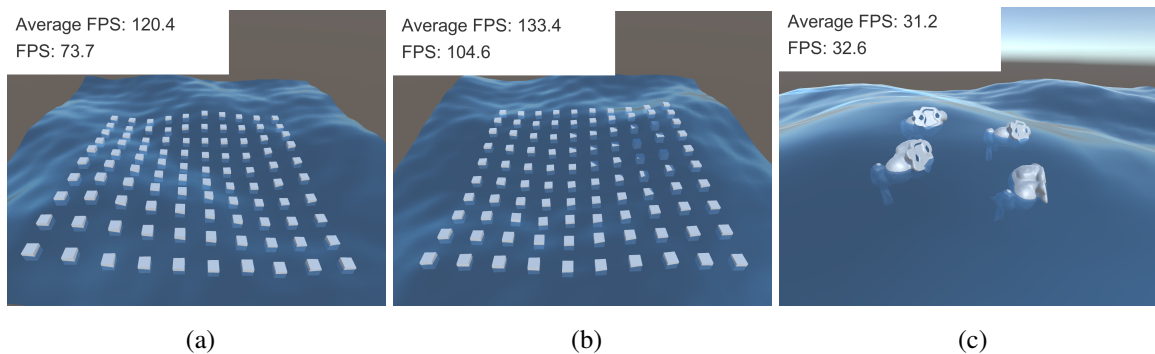 Average FPS: 120.4
FPS: 73.7
Average FPS: 133.4
FPS: 104.6
Average FPS: 31.2
FPS: 32.6
(a)
(b)
(c)